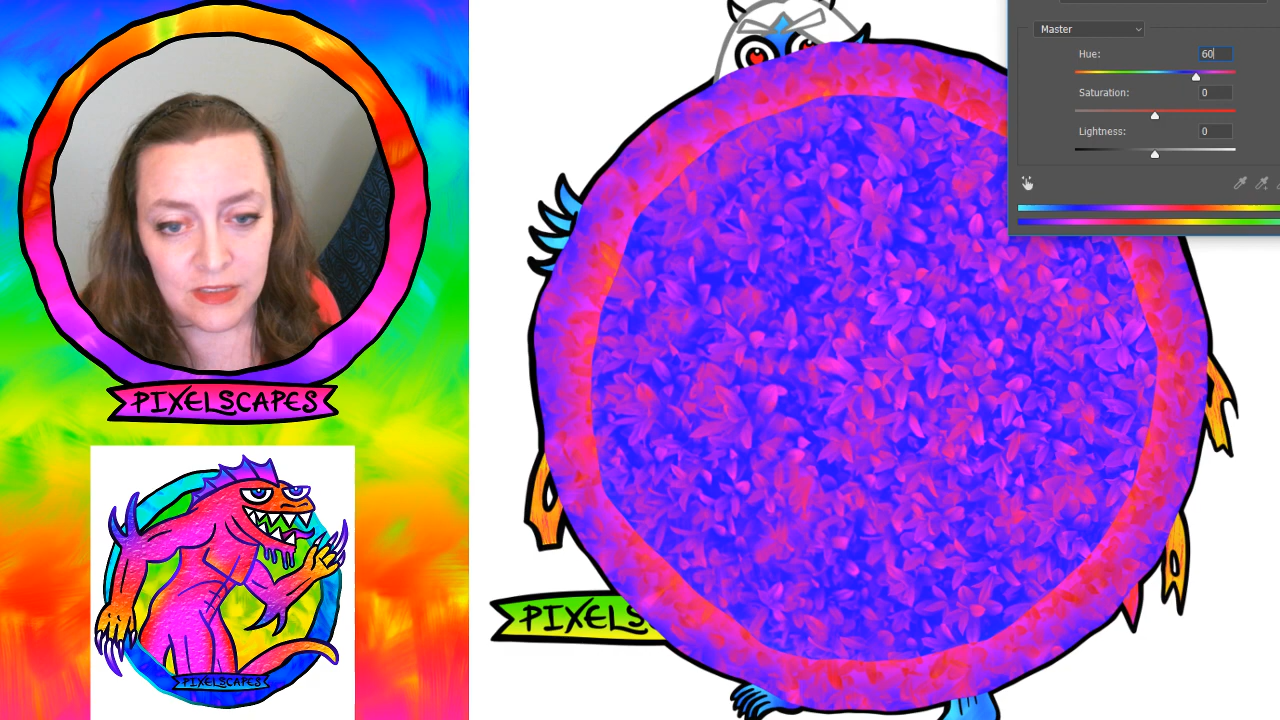 PIXELSCAPES
PIXELSCAPES
PIXELS
Master
Hue: 60
Saturation: 0
Lightness: 0